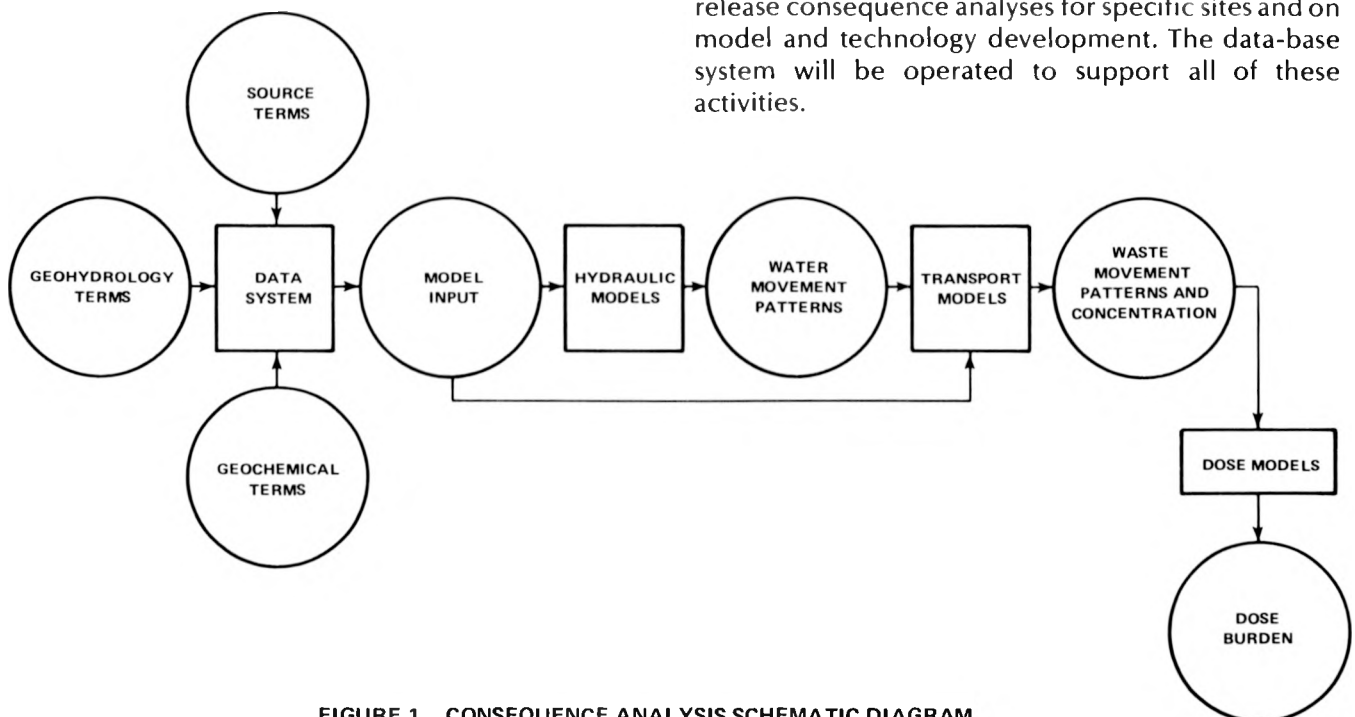 release consequence analyses for specific sites and on
model and technology development. The data-base
system will be operated to support all of these
activities.
SOURCE
TERMS
GEOHYDROLOGY
TERMS
DATA
SYSTEM
MODEL
INPUT
HYDRAULIC
MODELS
WATER
MOVEMENT
PATTERNS
TRANSPORT
MODELS
WASTE
MOVEMENT
PATTERNS AND
CONCENTRATION
GEOCHEMICAL
TERMS
DOSE MODELS
DOSE
BURDEN
FIGURE 1. CONSEQUENCE ANALYSIS SCHEMATIC DIAGRAM